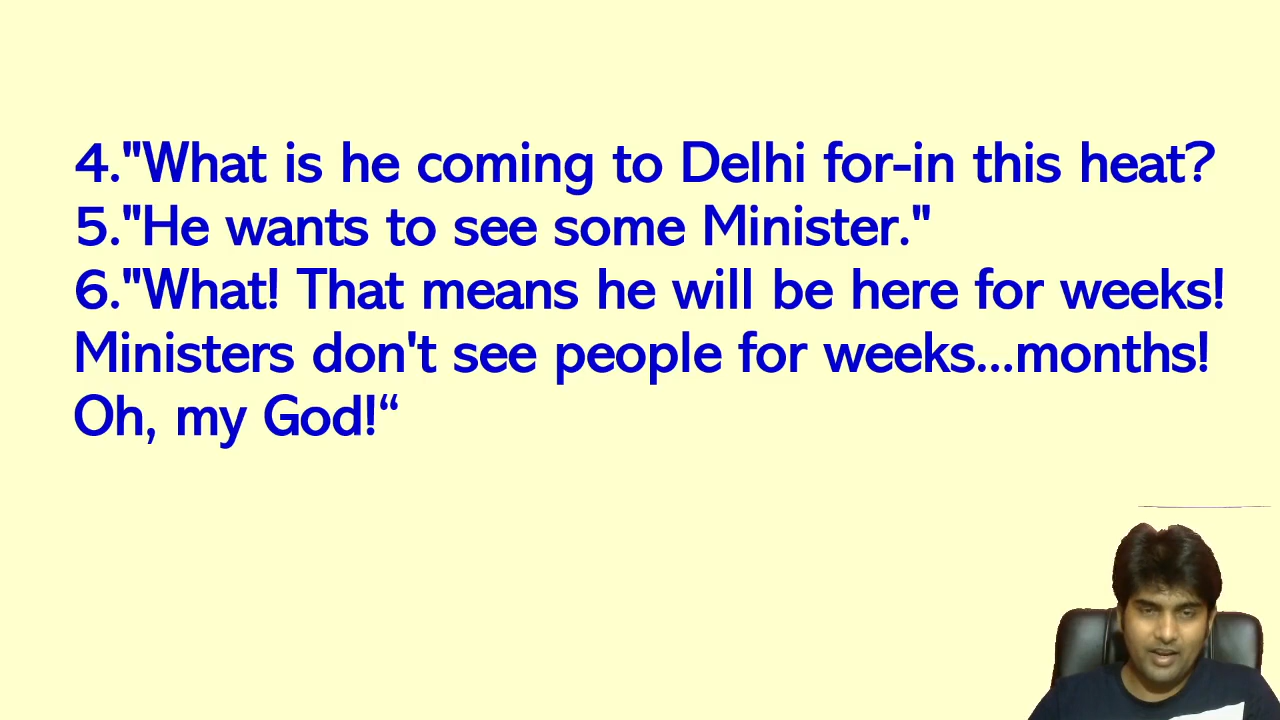 4."What is he coming to Delhi for-in this heat?
5."He wants to see some Minister."
6."What! That means he will be here for weeks!
Ministers don't see people for weeks...months!
Oh, my God!“